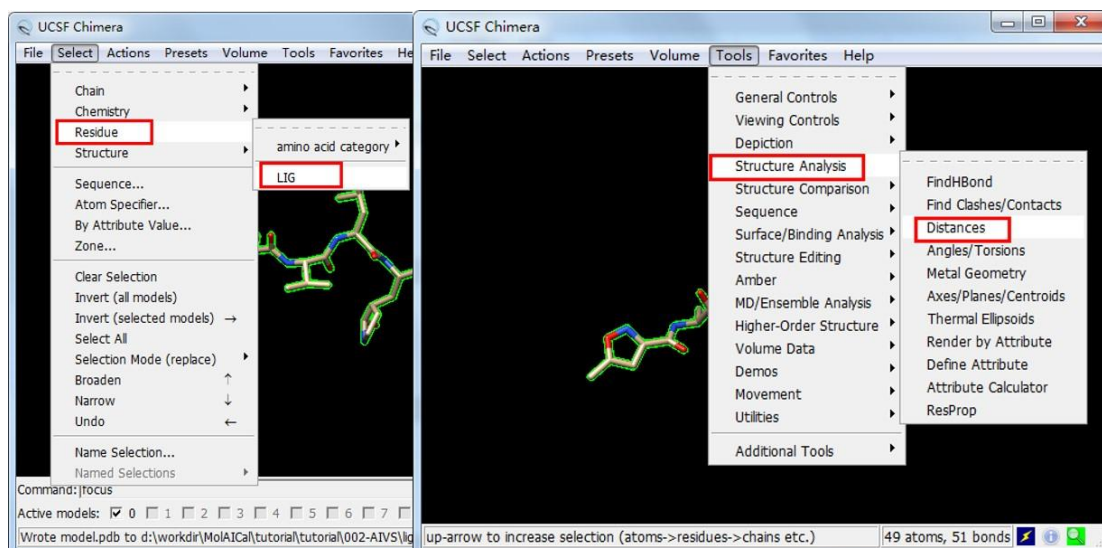 UCSF Chimera
File Select Actions Presets Volume Tools Favorites He
Chain
Chemistry
Residue
Structure
Sequence...
Atom Specifier...
By Attribute Value...
Zone...
Clear Selection
Invert (all models)
Invert (selected models) →
Select All
Selection Mode (replace)
Broaden ↑
Narrow ↓
Undo ←
Name Selection...
Named Selections
amino acid category
LIG
Command: focus
Active models: 0 1 2 3 4 5 6 7
Wrote model.pdb to d:\workdir\MolAICal\tutorial\tutorial\002-AIVS\lig
UCSF Chimera
File Select Actions Presets Volume Tools Favorites Help
General Controls
Viewing Controls
Depiction
Structure Analysis
Structure Comparison
Sequence
Surface/Binding Analysis
Structure Editing
Amber
MD/Ensemble Analysis
Higher-Order Structure
Volume Data
Demos
Movement
Utilities
Additional Tools
FindHBond
Find Clashes/Contacts
Distances
Angles/Torsions
Metal Geometry
Axes/Planes/Centroids
Thermal Ellipsoids
Render by Attribute
Define Attribute
Attribute Calculator
ResProp
up-arrow to increase selection (atoms->residues->chains etc.) 49 atoms, 51 bonds